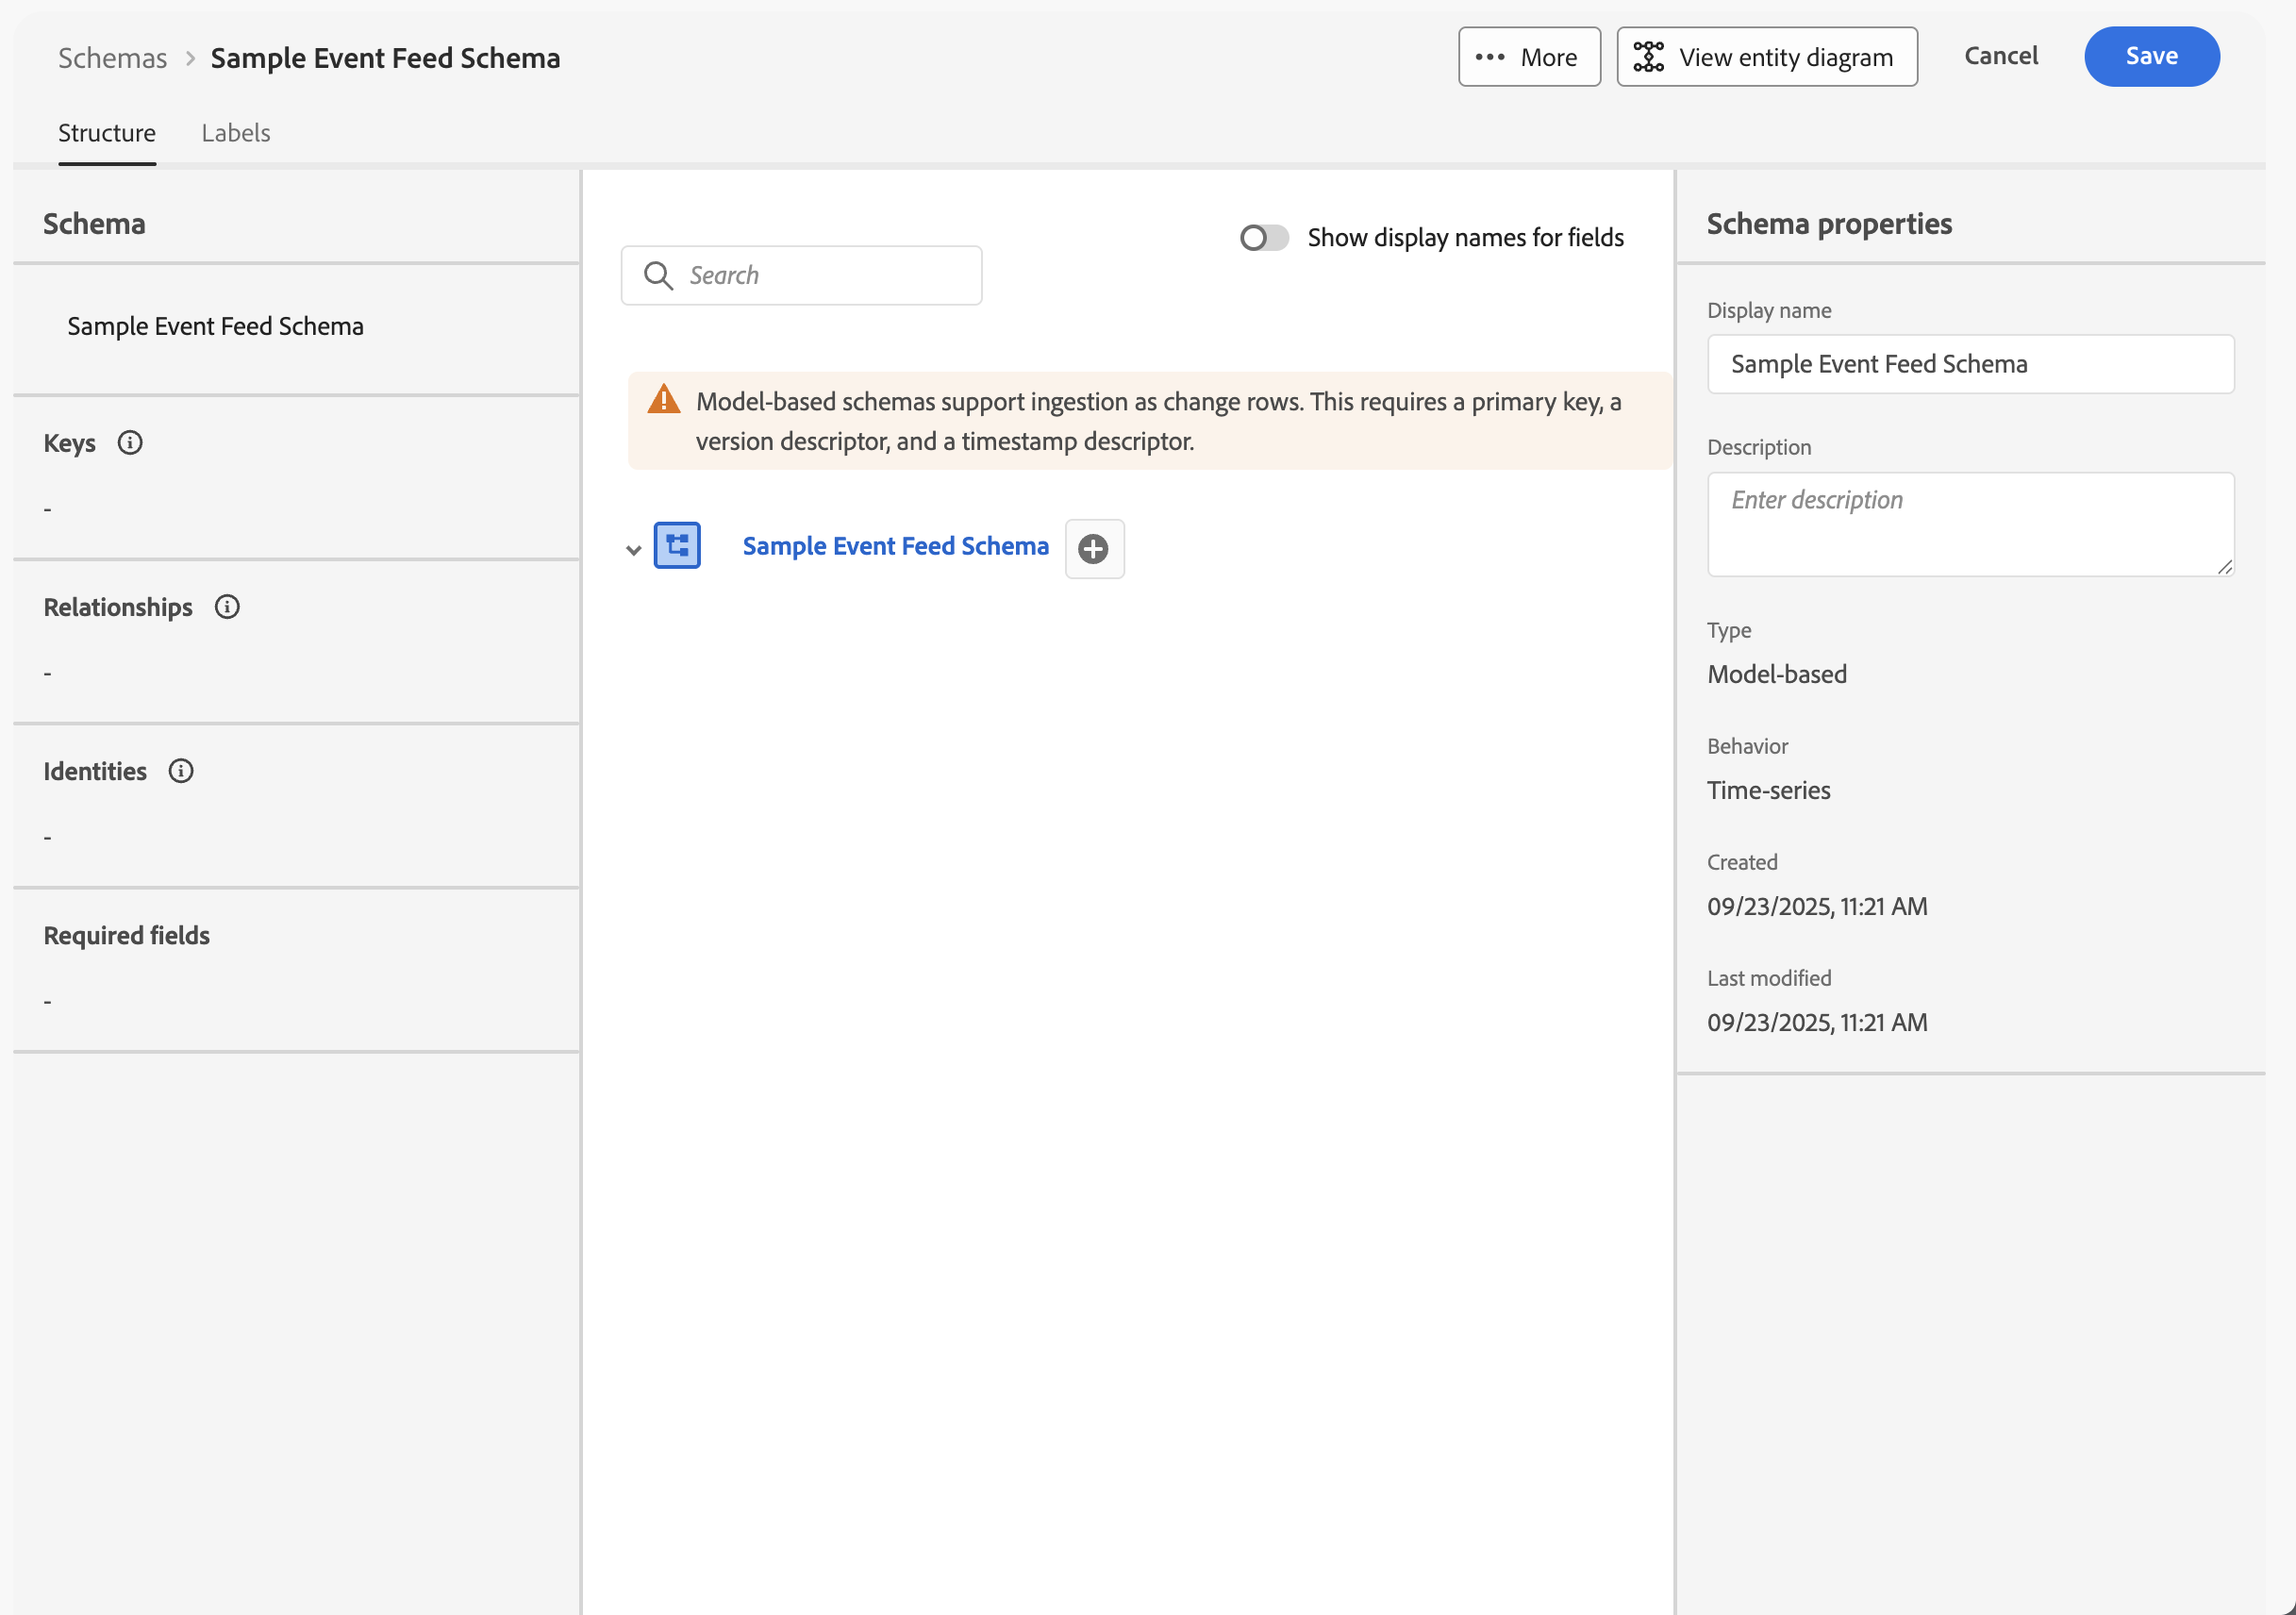 Schemas > Sample Event Feed Schema
More
View entity diagram
Cancel
Save
Structure
Labels
Schema
Sample Event Feed Schema
Keys
-
Relationships
-
Identities
-
Required fields
-
Show display names for fields
Search
Model-based schemas support ingestion as change rows. This requires a primary key, a
version descriptor, and a timestamp descriptor.
Sample Event Feed Schema
Schema properties
Display name
Sample Event Feed Schema
Description
Enter description
Type
Model-based
Behavior
Time-series
Created
09/23/2025, 11:21 AM
Last modified
09/23/2025, 11:21 AM